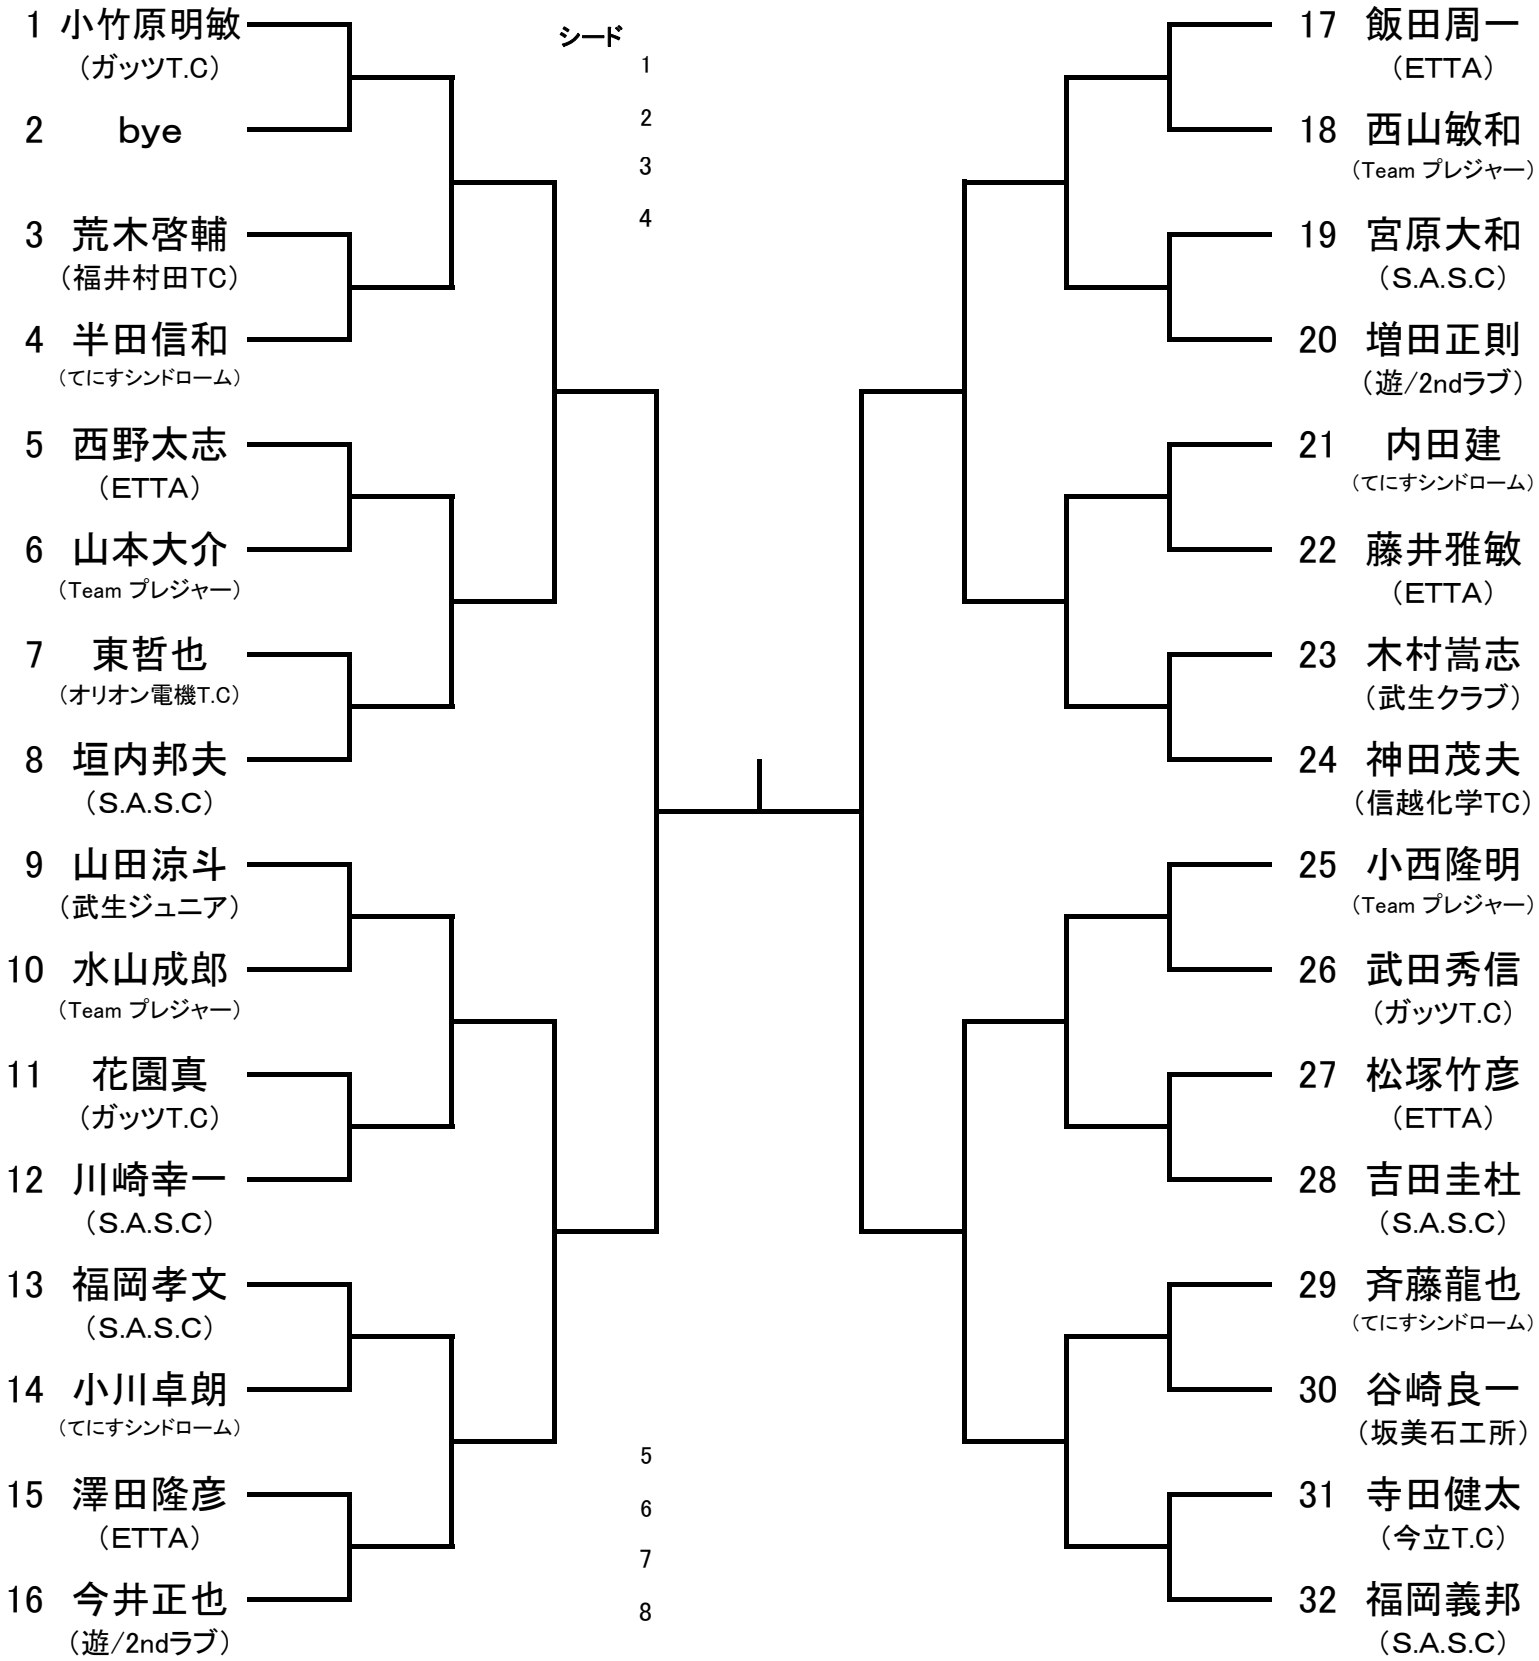 1 小竹原明敏
（ガッツT.C）
2 bye
3 荒木啓輔
（福井村田TC）
4 半田信和
（てにすシンドローム）
5 西野太志
（ETTA）
6 山本大介
（Team プレジャー）
7 東哲也
（オリオン電機T.C）
8 垣内邦夫
（S.A.S.C）
9 山田涼斗
（武生ジュニア）
10 水山成郎
（Team プレジャー）
11 花園真
（ガッツT.C）
12 川崎幸一
（S.A.S.C）
13 福岡孝文
（S.A.S.C）
14 小川卓朗
（てにすシンドローム）
15 澤田隆彦
（ETTA）
16 今井正也
（遊/2ndラブ）
シード
1
2
3
4
5
6
7
8
17 飯田周一
（ETTA）
18 西山敏和
（Team プレジャー）
19 宮原大和
（S.A.S.C）
20 増田正則
（遊/2ndラブ）
21 内田建
（てにすシンドローム）
22 藤井雅敏
（ETTA）
23 木村嵩志
（武生クラブ）
24 神田茂夫
（信越化学TC）
25 小西隆明
（Team プレジャー）
26 武田秀信
（ガッツT.C）
27 松塚竹彦
（ETTA）
28 吉田圭杜
（S.A.S.C）
29 斉藤龍也
（てにすシンドローム）
30 谷崎良一
（坂美石工所）
31 寺田健太
（今立T.C）
32 福岡義邦
（S.A.S.C）